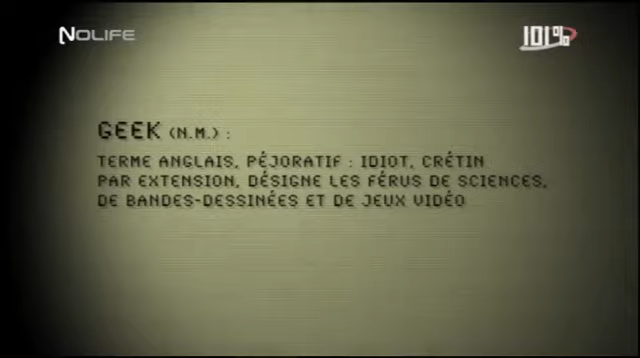 NOLIFE
101%
GEEK (N.M.) :
TERME ANGLAIS, PÉJORATIF : IDIOT, CRÉTIN
PAR EXTENSION, DÉSIGNE LES FÉRUS DE SCIENCES,
DE BANDES-DESSINÉES ET DE JEUX VIDÉO